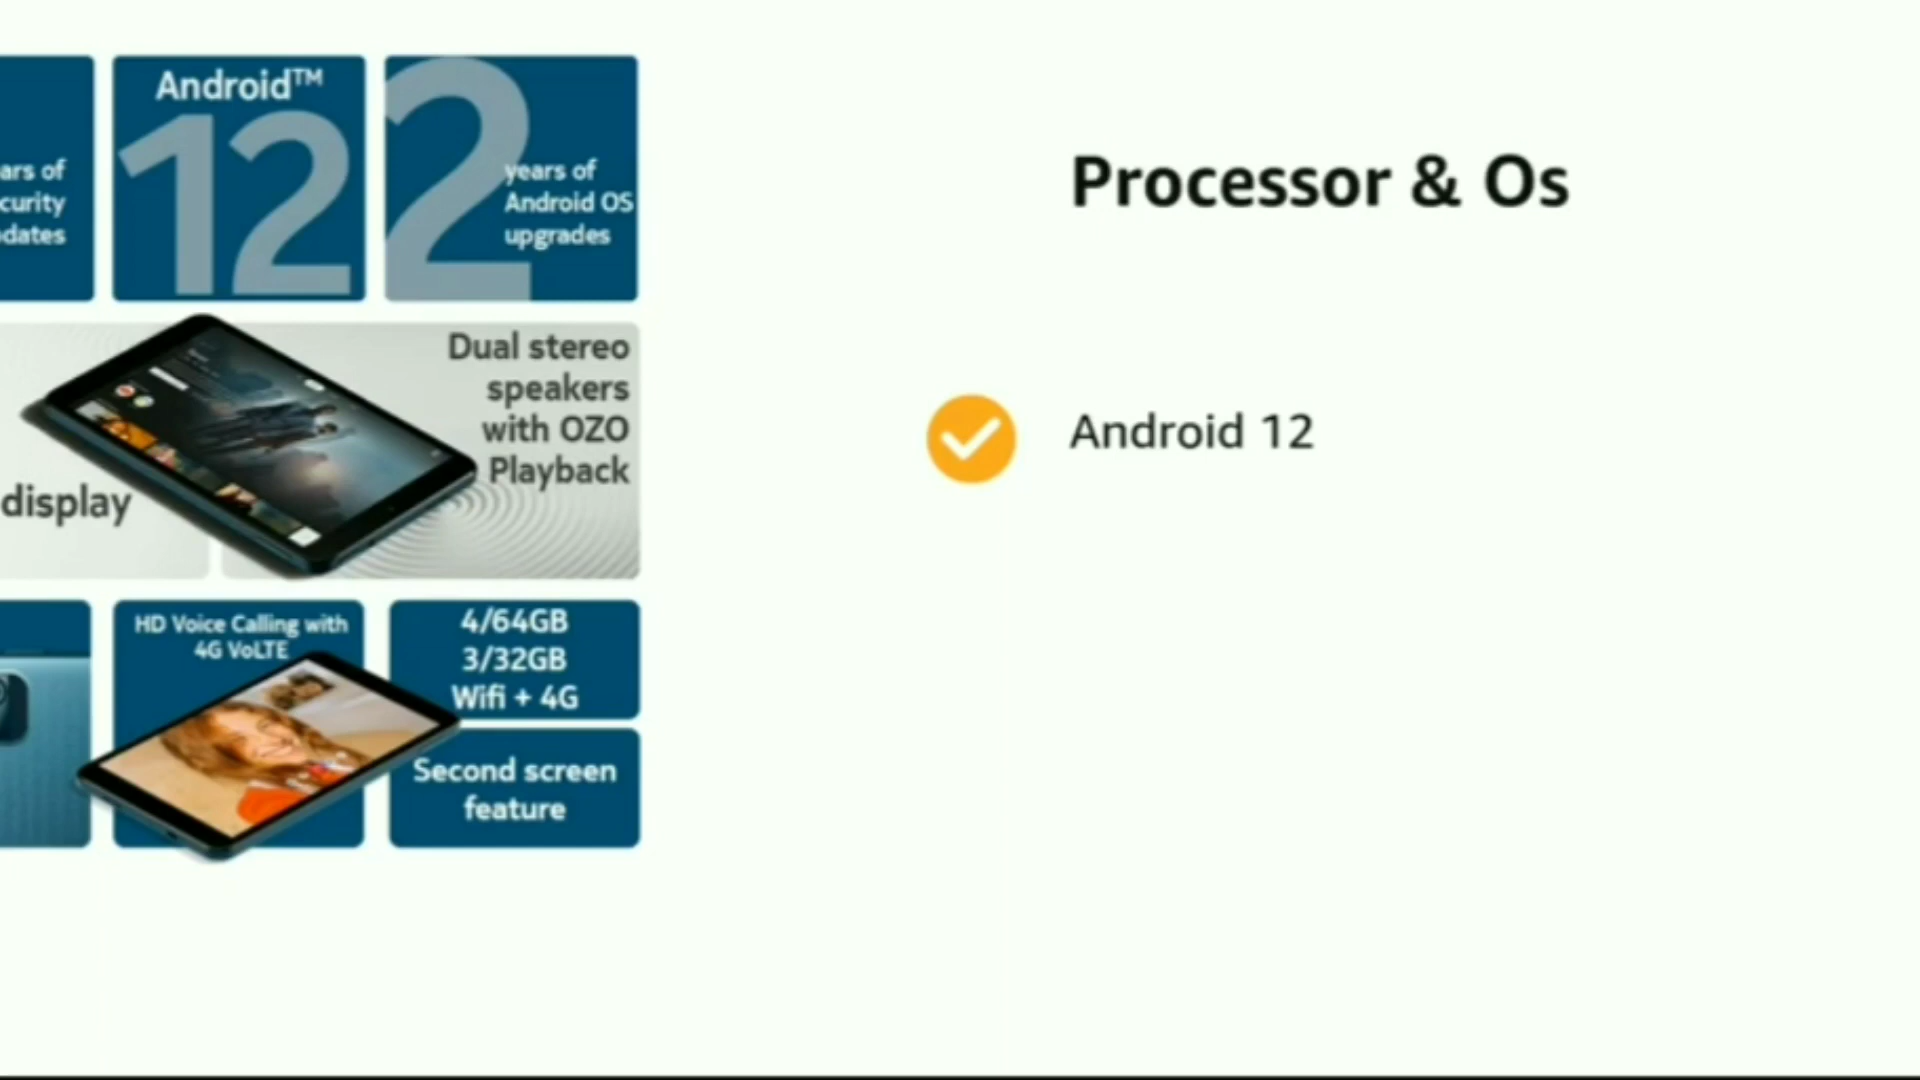 Android™
12
2
years of
Android OS
upgrades
ars of
curity
dates
Dual stereo
speakers
with OZO
Playback
display
HD Voice Calling with
4G VoLTE
4/64GB
3/32GB
Wifi + 4G
Second screen
feature
Processor & Os
Android 12